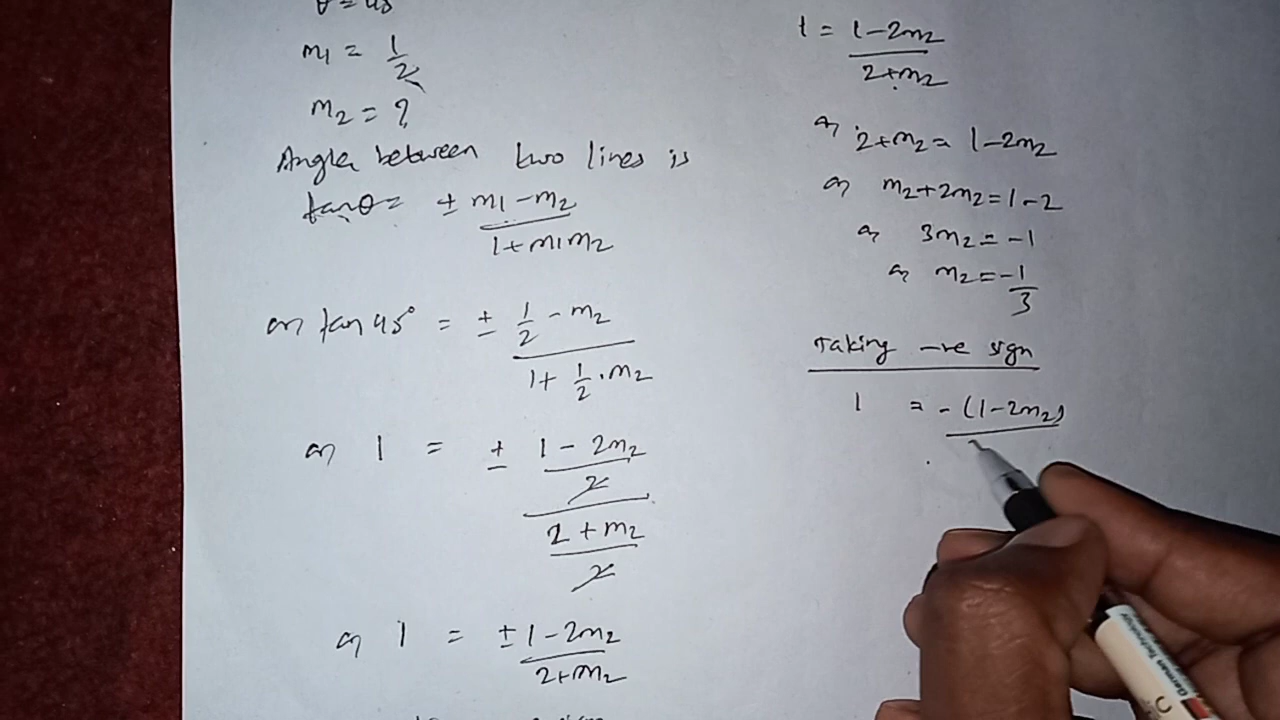 θ = 45
m1 = 1/2
m2 = ?
Angle between two lines is
tanθ = ± m1 - m2 / 1 + m1m2
or tan 45° = ± 1/2 - m2 / 1 + 1/2 . m2
or 1 = ± 1 - 2m2 / 2 / 2 + m2 / 2
or 1 = ± 1 - 2m2 / 2 + m2
1 = 1 - 2m2 / 2 + m2
or 2 + m2 = 1 - 2m2
or m2 + 2m2 = 1 - 2
or 3m2 = -1
or m2 = -1/3
Taking -ve sign
1 = -(1 - 2m2)
German Technology